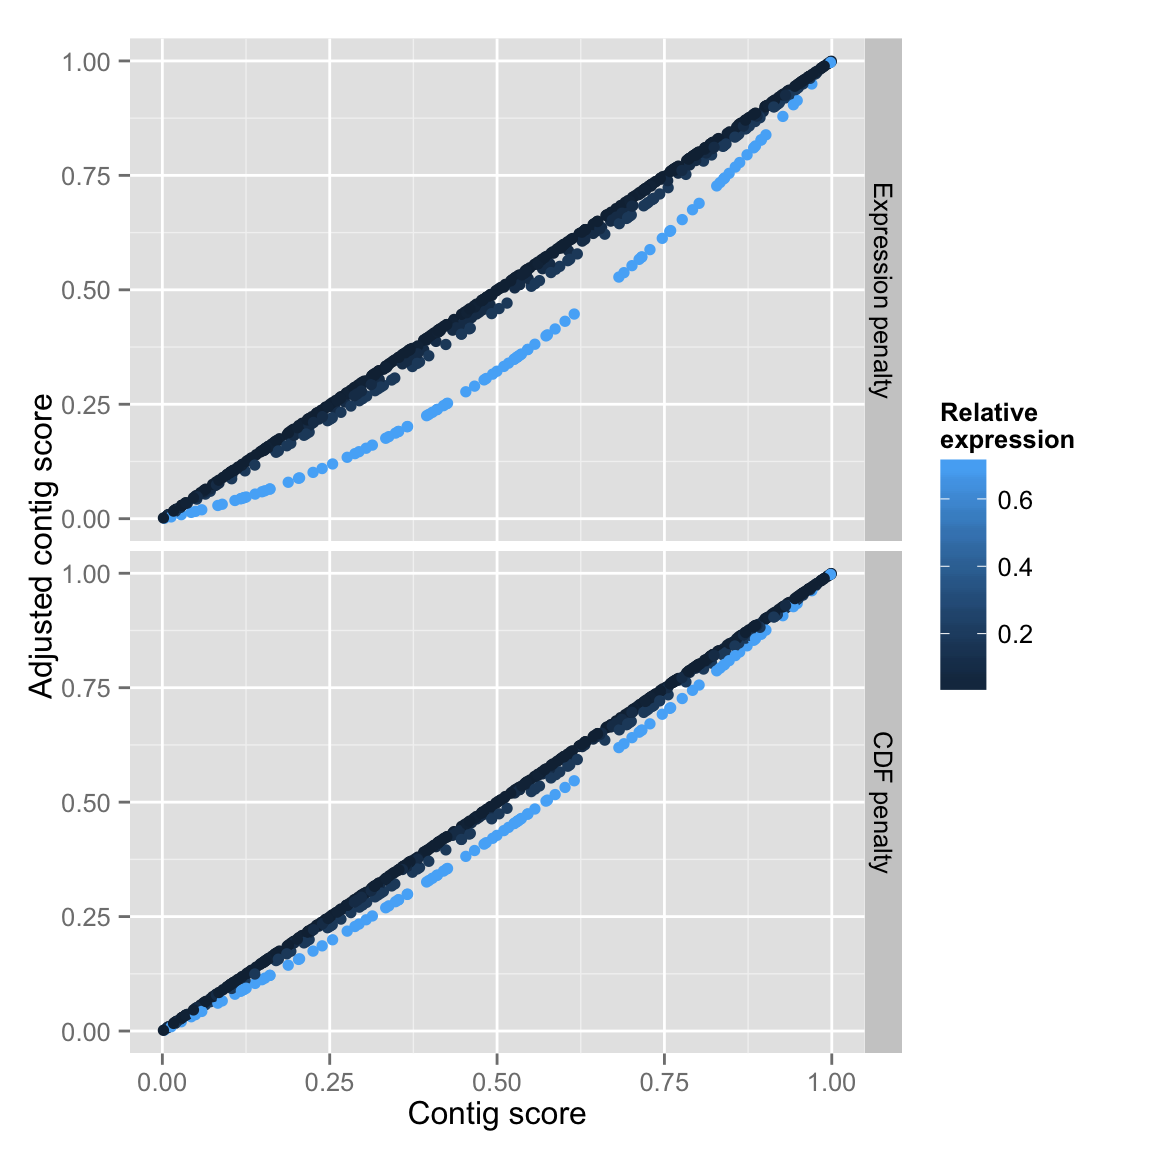 1.00
0.75
0.50
0.25
0.00
Expression penalty
1.00
0.75
0.50
0.25
0.00
CDF penalty
0.00 0.25 0.50 0.75 1.00
Contig score
Adjusted contig score
Relative
expression
0.6
0.4
0.2